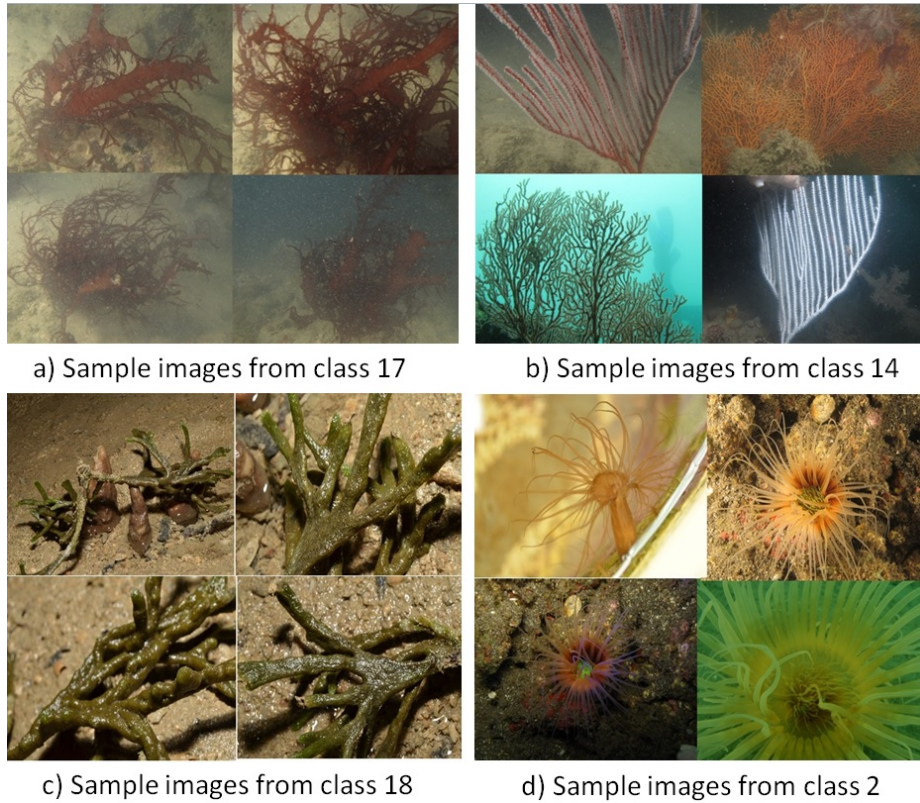 a) Sample images from class 17
b) Sample images from class 14
c) Sample images from class 18
d) Sample images from class 2